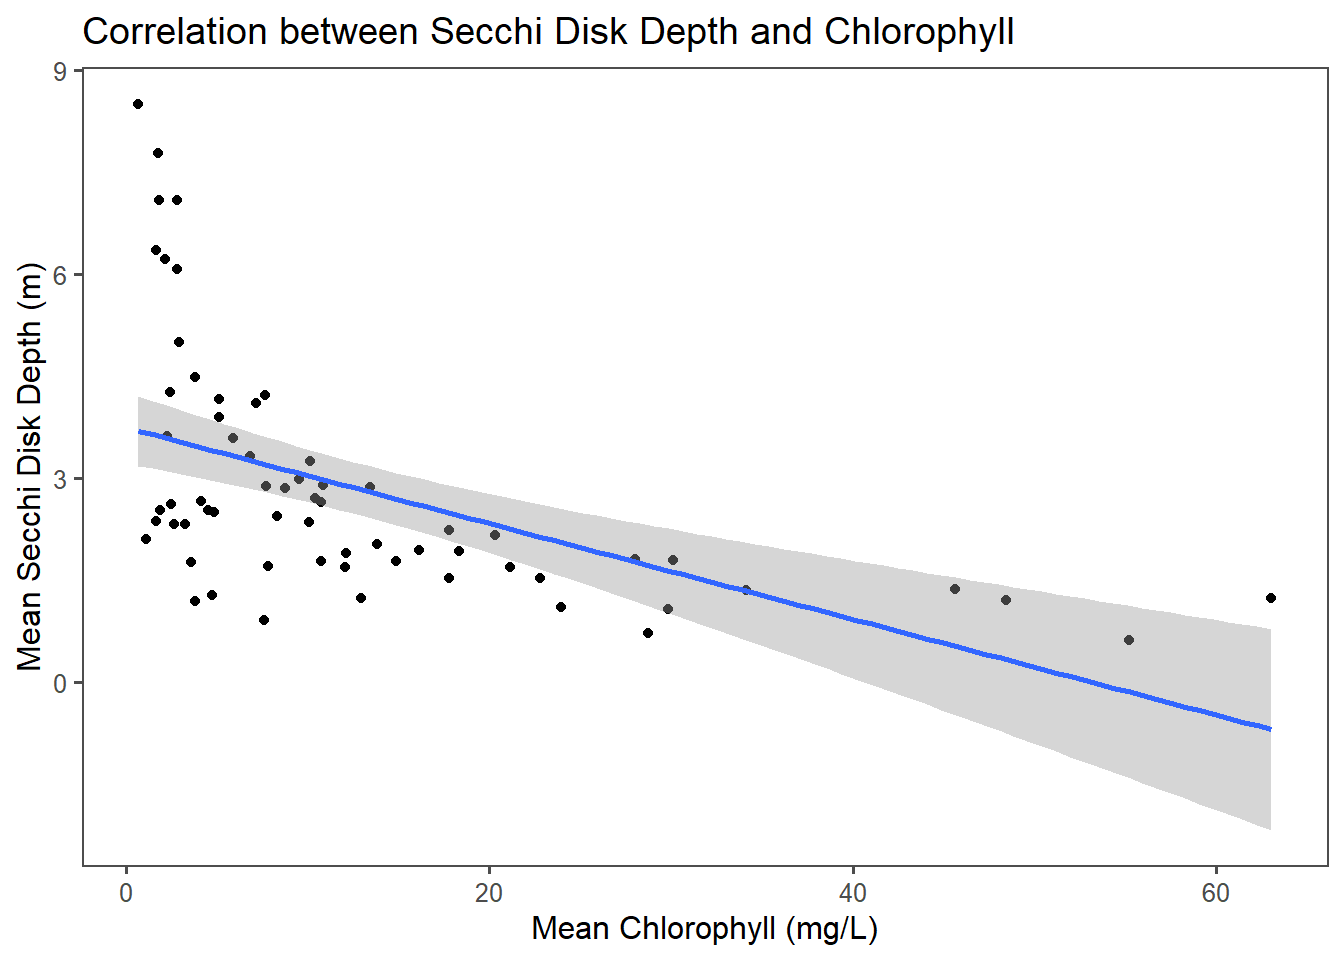 Correlation between Secchi Disk Depth and Chlorophyll
Mean Secchi Disk Depth (m)
9
6
3
0
0
20
40
60
Mean Chlorophyll (mg/L)